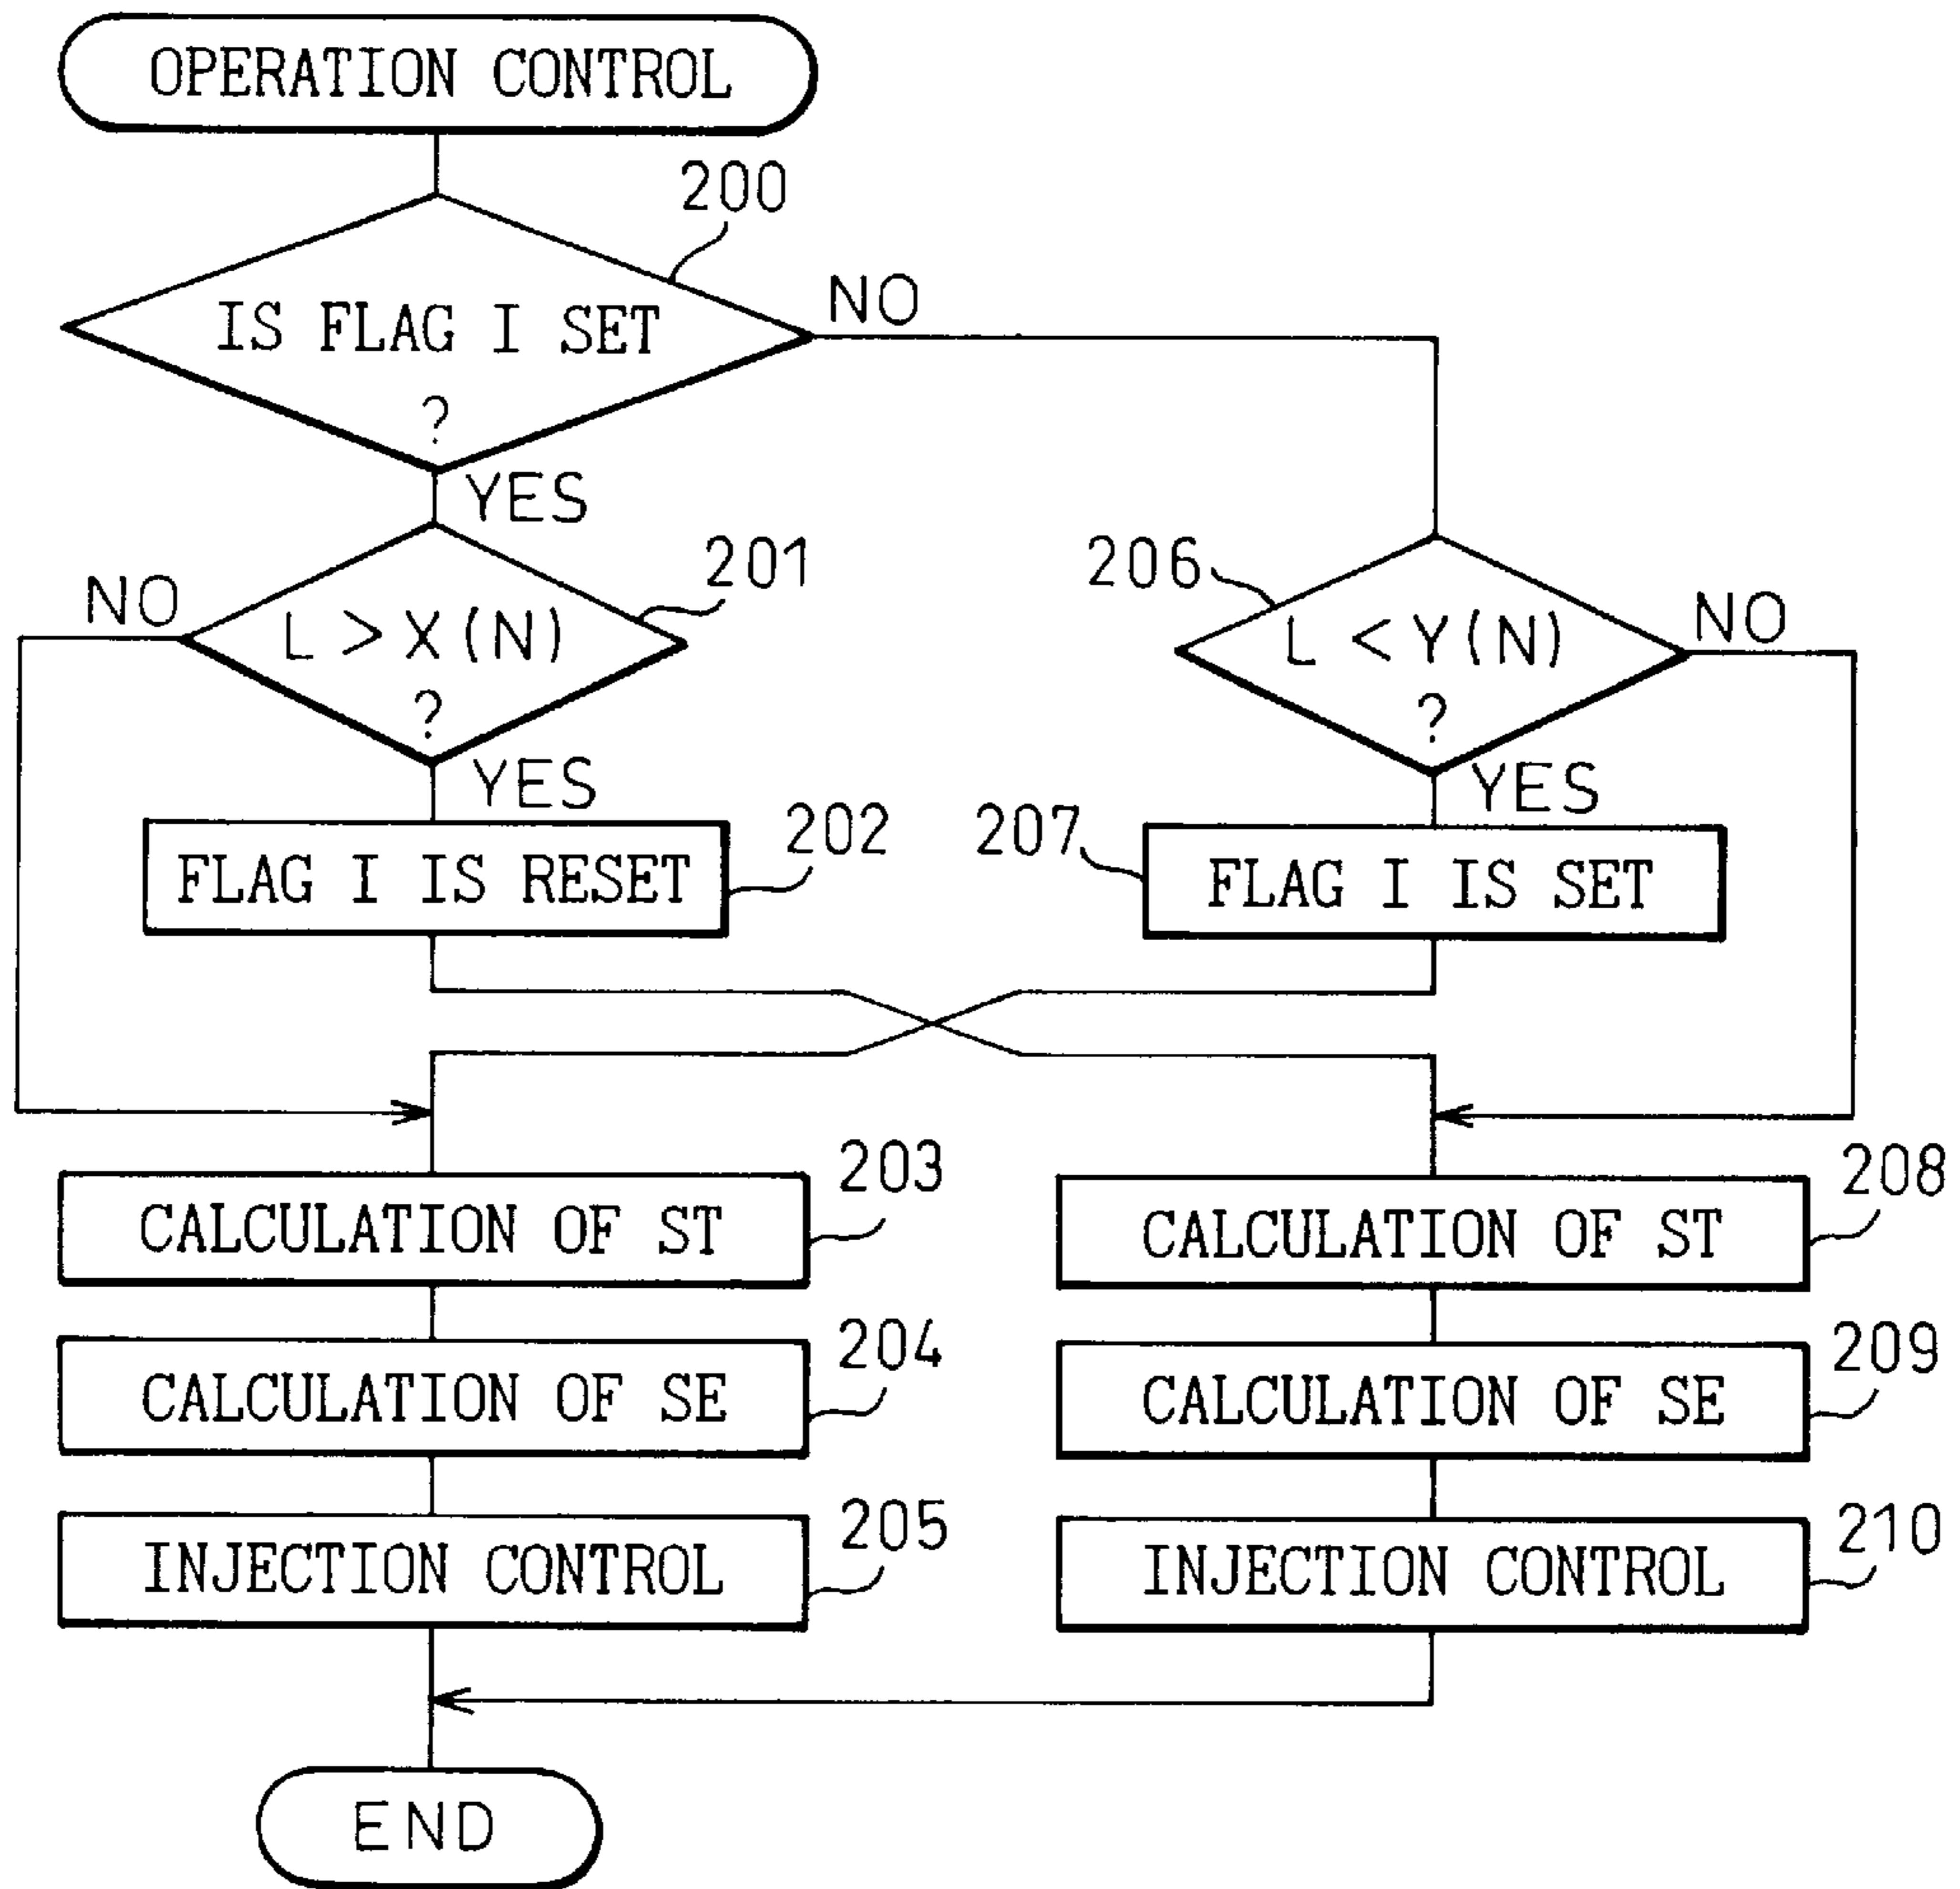 OPERATION CONTROL
200
IS FLAG I SET
?
NO
YES
201
NO
L > X (N)
?
YES
206
L < Y (N)
?
NO
YES
202
FLAG I IS RESET
207
FLAG I IS SET
203
CALCULATION OF ST
204
CALCULATION OF SE
205
INJECTION CONTROL
208
CALCULATION OF ST
209
CALCULATION OF SE
210
INJECTION CONTROL
END